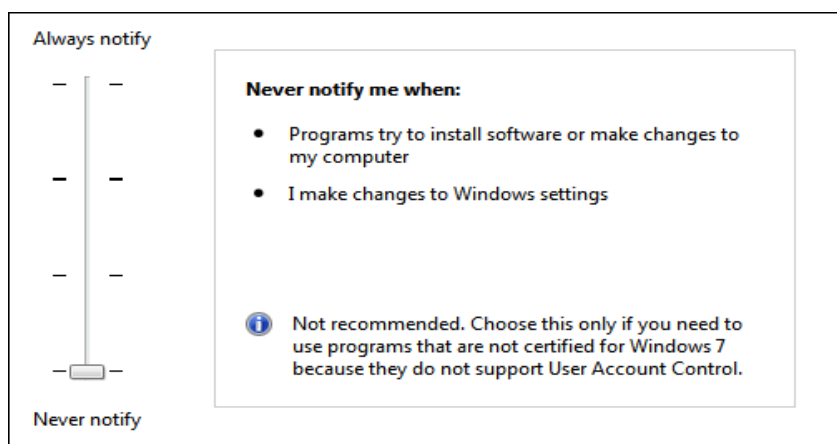 Always notify
Never notify me when:
• Programs try to install software or make changes to
my computer
• I make changes to Windows settings
Not recommended. Choose this only if you need to
use programs that are not certified for Windows 7
because they do not support User Account Control.
Never notify